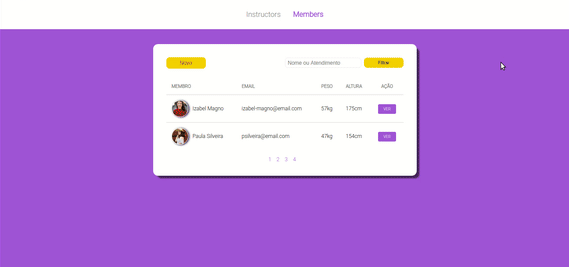 Instructors Members
Novo Nome ou Atendimento Filtrar
MEMBRO EMAIL PESO ALTURA AÇÃO
Izabel Magno izabel-magno@email.com 57kg 175cm VER
Paula Silveira psilveira@email.com 47kg 154cm VER
1 2 3 4